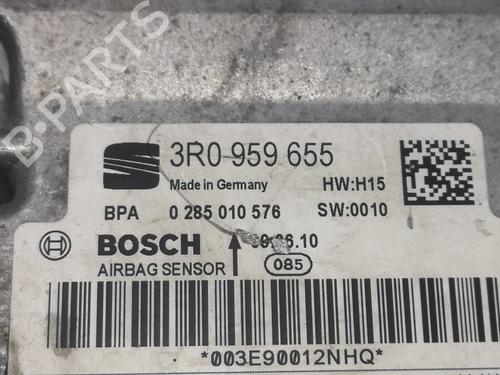 B-PARTS
3R0 959 655
Made in Germany HW:H15
BPA 0 285 010 576 SW:0010
BOSCH
AIRBAG SENSOR 085
*003E90012NHQ*